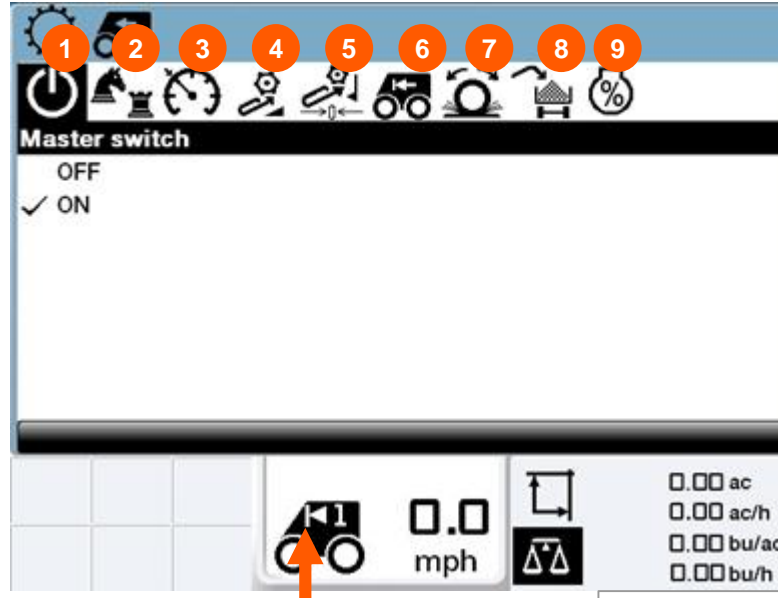 1 2 3 4 5 6 7 8 9
%
Master switch
OFF
✓ ON
1
0.0
mph
0.00 ac
0.00 ac/h
0.00 bu/ac
0.00 bu/h